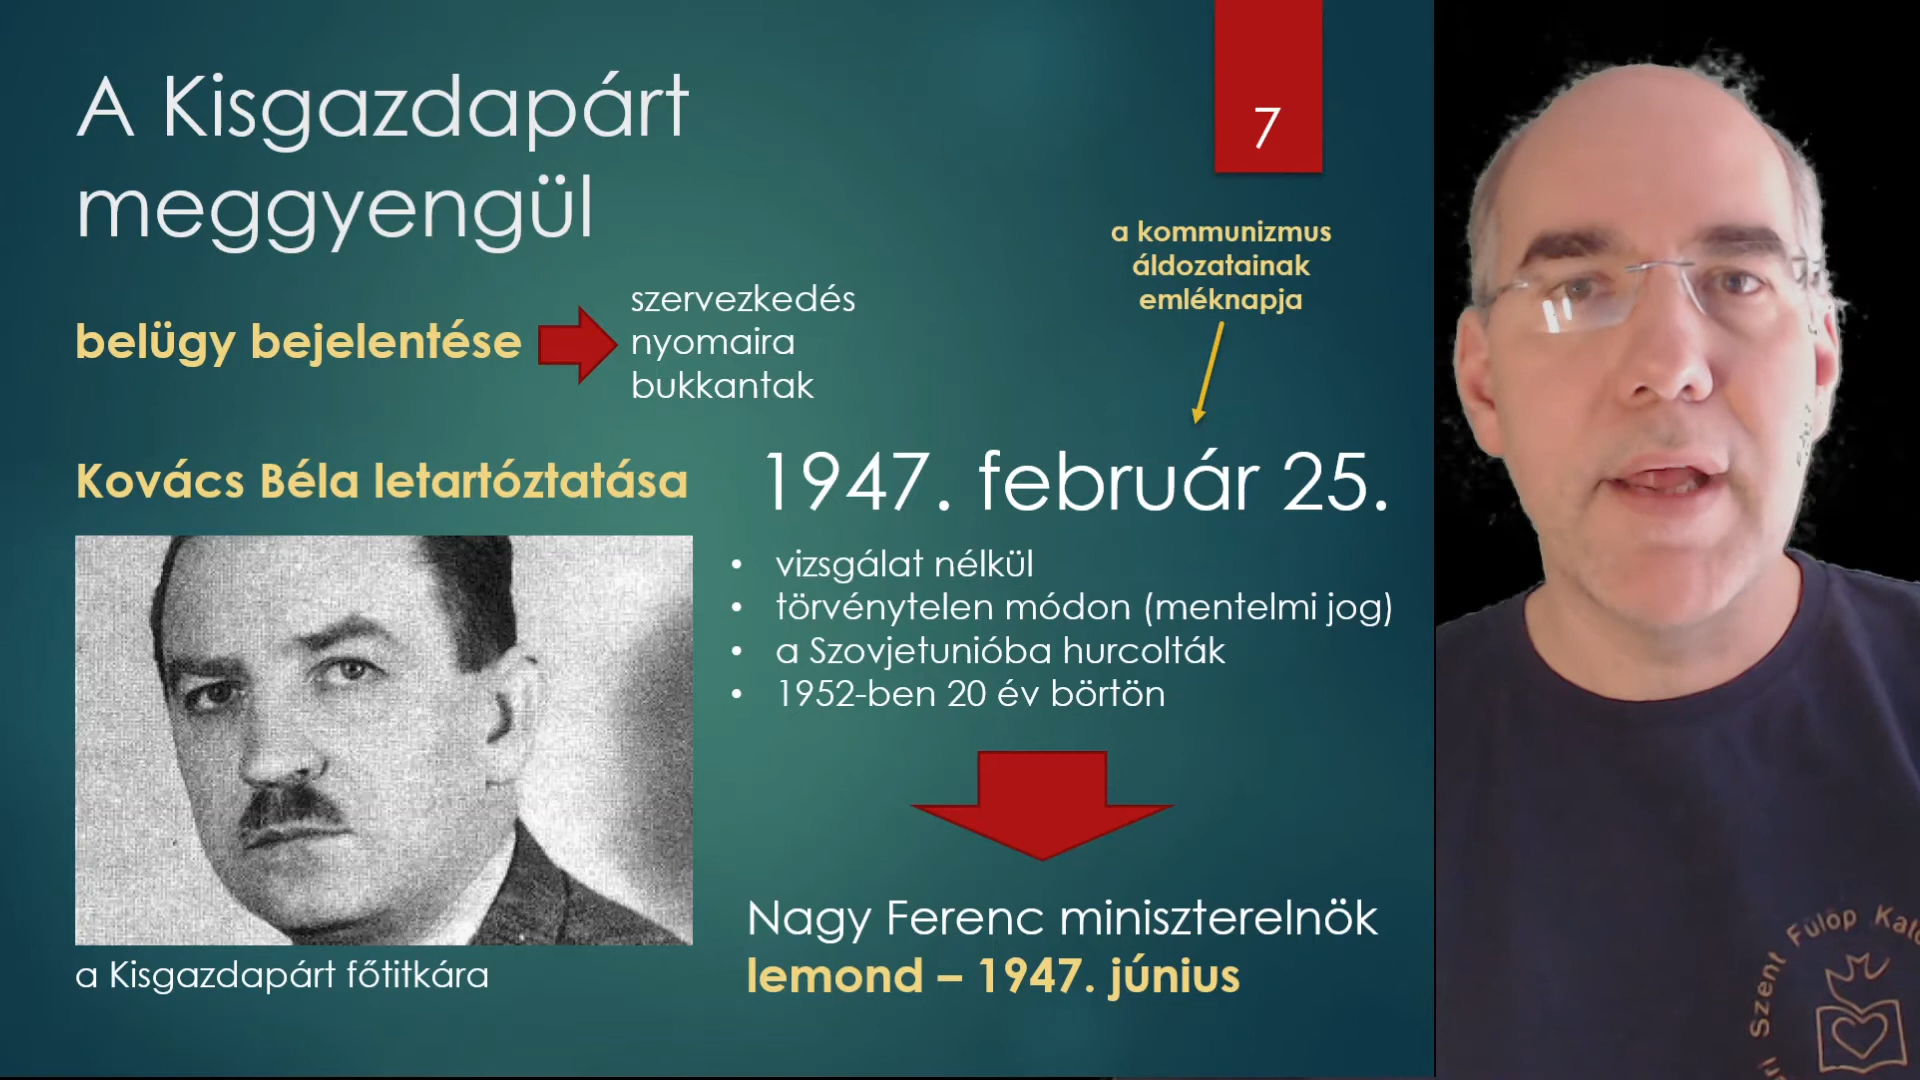 A Kisgazdapárt
meggyengül
7
a kommunizmus
áldozatainak
emléknapja
belügy bejelentése
szervezkedés
nyomaira
bukkantak
Kovács Béla letartóztatása
1947. február 25.
• vizsgálat nélkül
• törvénytelen módon (mentelmi jog)
• a Szovjetunióba hurcolták
• 1952-ben 20 év börtön
a Kisgazdapárt főtitkára
Nagy Ferenc miniszterelnök
lemond – 1947. június
Szent Fülöp